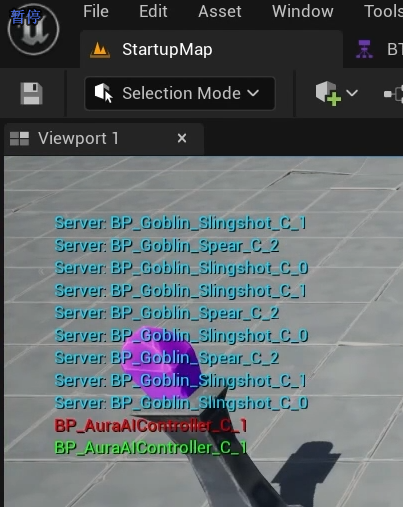 暂停
File Edit Asset Window Tools
StartupMap BT
Selection Mode
Viewport 1
Server: BP_Goblin_Slingshot_C_1
Server: BP_Goblin_Spear_C_2
Server: BP_Goblin_Slingshot_C_0
Server: BP_Goblin_Slingshot_C_1
Server: BP_Goblin_Spear_C_2
Server: BP_Goblin_Slingshot_C_0
Server: BP_Goblin_Spear_C_2
Server: BP_Goblin_Slingshot_C_1
Server: BP_Goblin_Slingshot_C_0
BP_AuraAIController_C_1
BP_AuraAIController_C_1